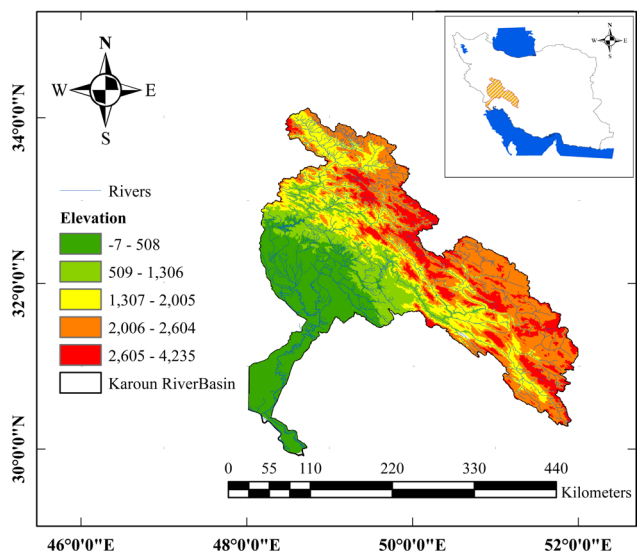 N
W E
S
N
W E
S
Rivers
Elevation
-7 - 508
509 - 1,306
1,307 - 2,005
2,006 - 2,604
2,605 - 4,235
Karoun RiverBasin
34°0'0"N
32°0'0"N
30°0'0"N
0 55 110 220 330 440
Kilometers
46°0'0"E 48°0'0"E 50°0'0"E 52°0'0"E